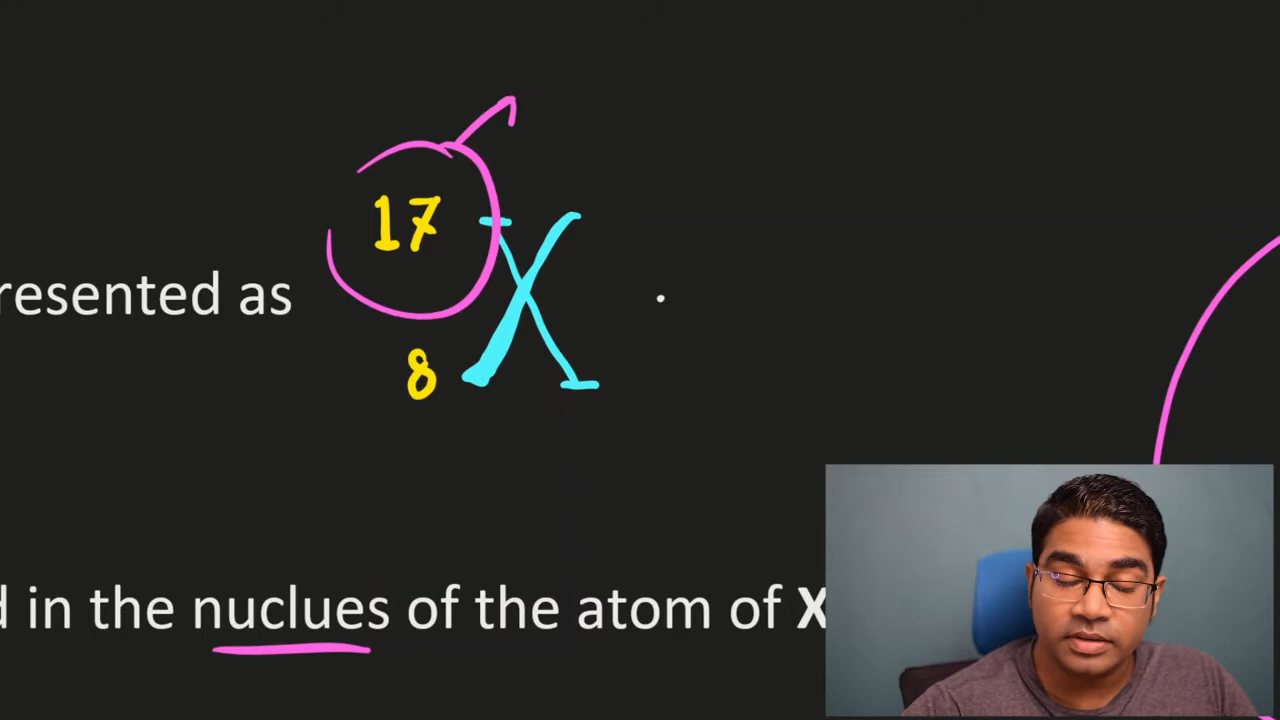 17
resented as X .
8
d in the nuclues of the atom of X